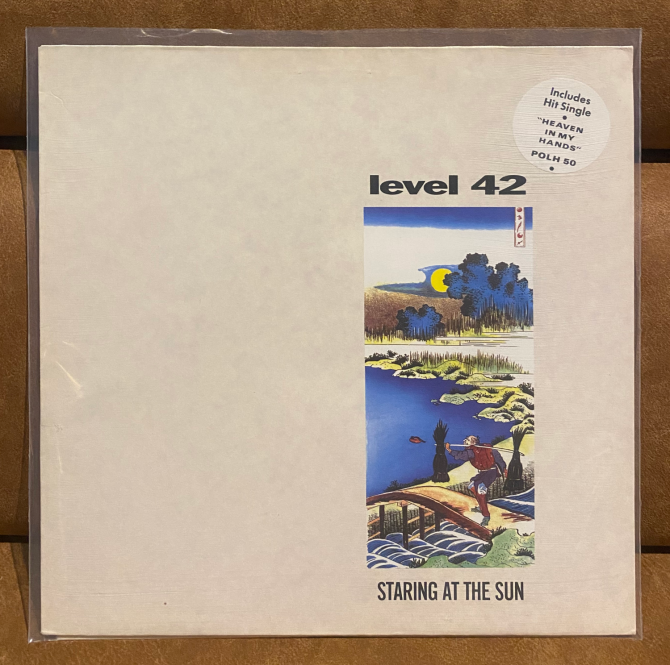 Includes
Hit Single
•
"HEAVEN
IN MY
HANDS"
POLH 50
•
level 42
STARING AT THE SUN